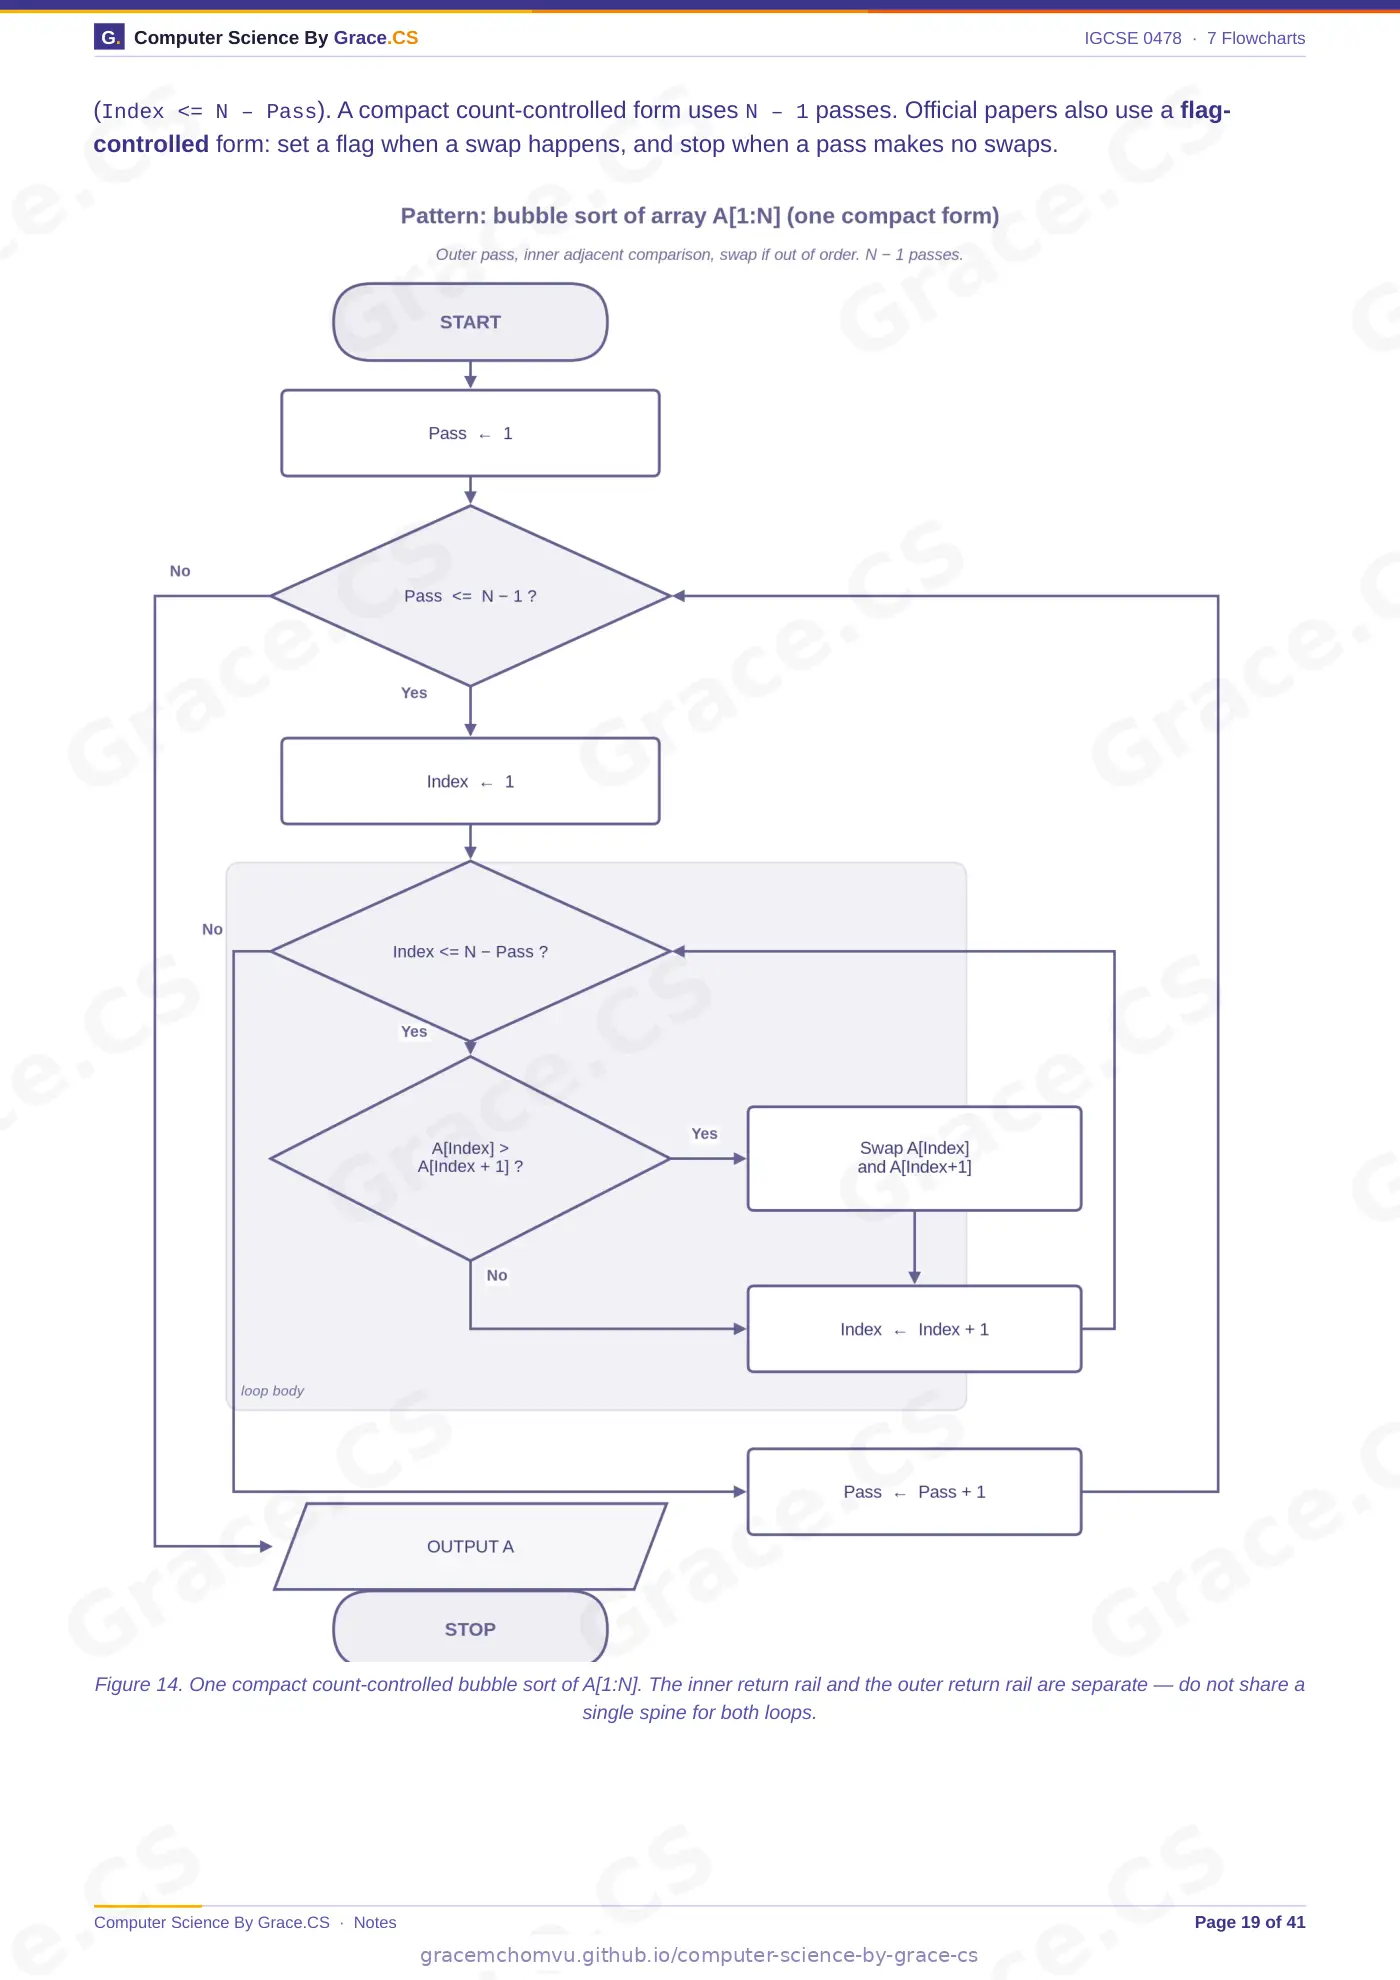 G. Computer Science By Grace.CS
IGCSE 0478 · 7 Flowcharts
(Index <= N – Pass). A compact count-controlled form uses N – 1 passes. Official papers also use a flag-
controlled form: set a flag when a swap happens, and stop when a pass makes no swaps.
Pattern: bubble sort of array A[1:N] (one compact form)
Outer pass, inner adjacent comparison, swap if out of order. N − 1 passes.
START
Pass ← 1
No
Pass <= N − 1 ?
Yes
Index ← 1
No
Index <= N − Pass ?
Yes
A[Index] >
A[Index + 1] ?
Yes
Swap A[Index]
and A[Index+1]
No
Index ← Index + 1
loop body
Pass ← Pass + 1
OUTPUT A
STOP
Figure 14. One compact count-controlled bubble sort of A[1:N]. The inner return rail and the outer return rail are separate — do not share a
single spine for both loops.
Computer Science By Grace.CS · Notes
Page 19 of 41
gracemchomvu.github.io/computer-science-by-grace-cs
Grace.CS